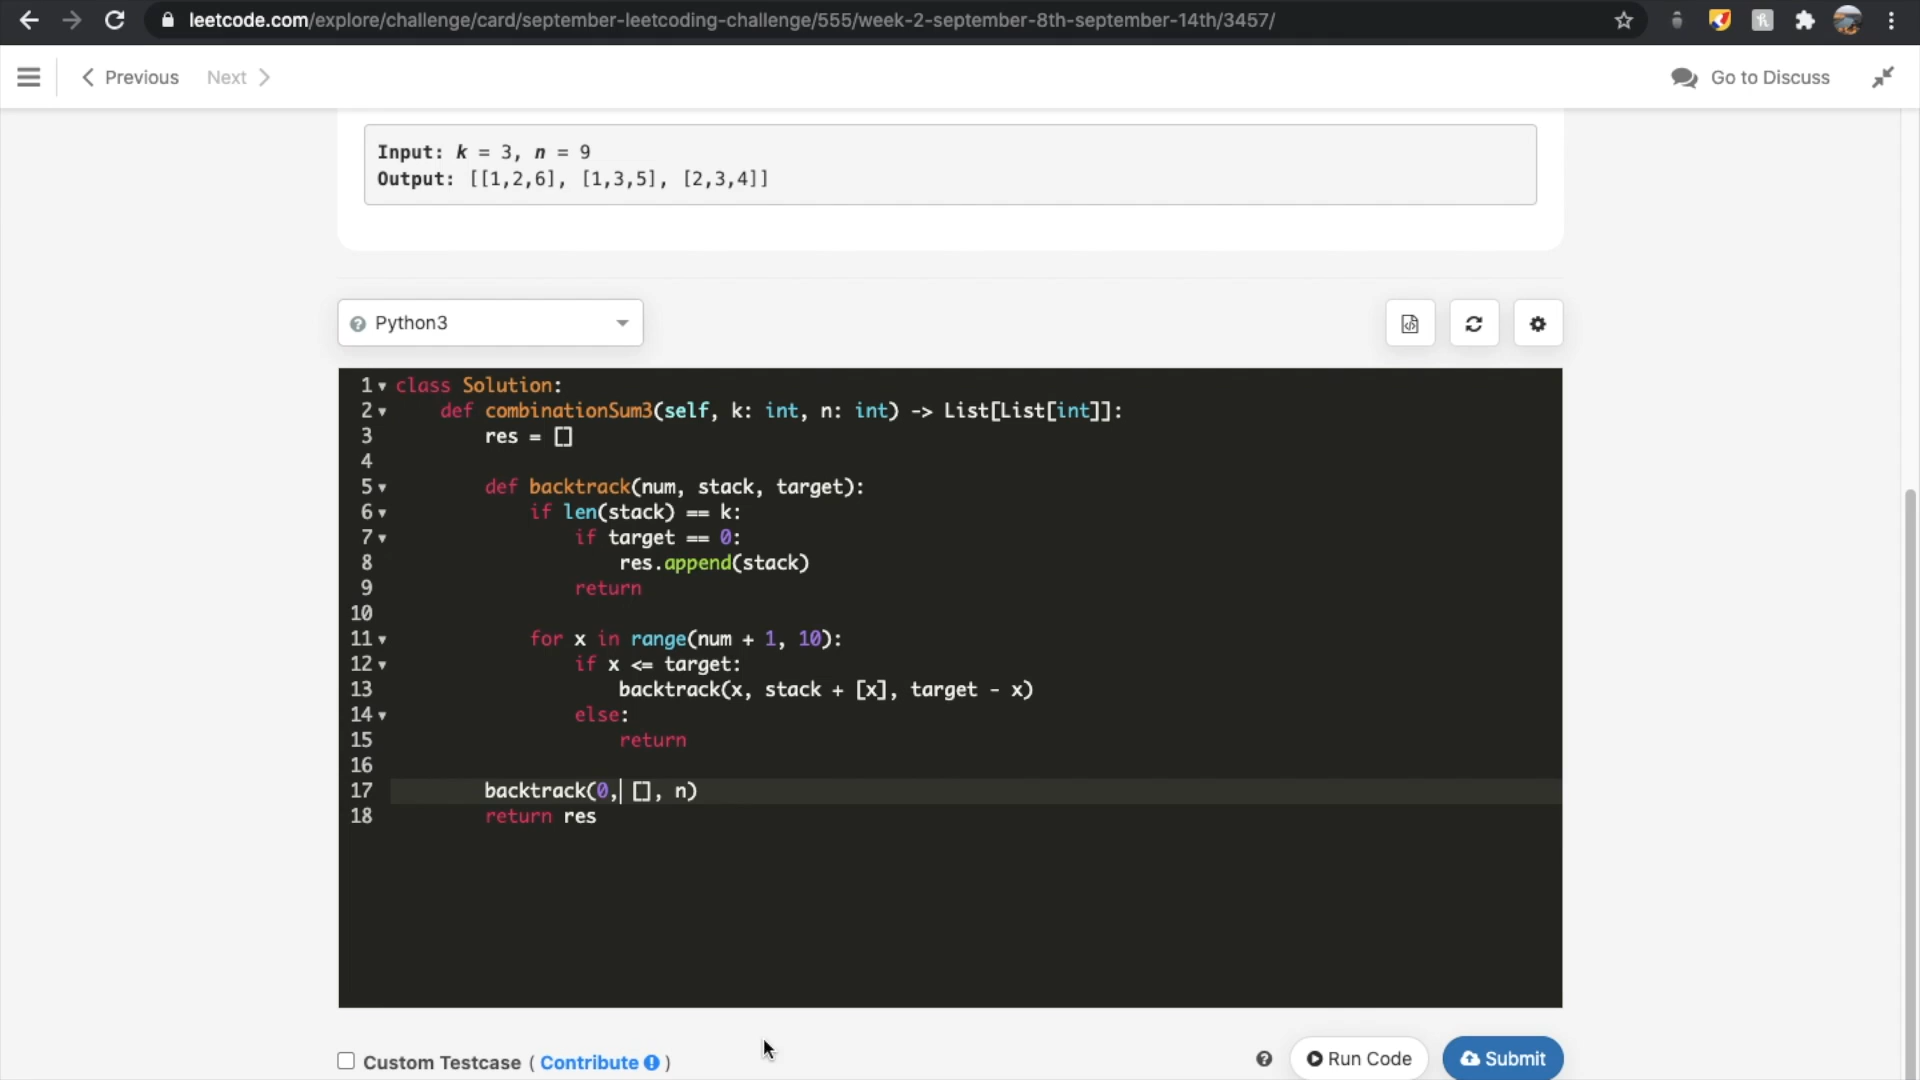 leetcode.com/explore/challenge/card/september-leetcoding-challenge/555/week-2-september-8th-september-14th/3457/
Previous Next Go to Discuss
Input: k = 3, n = 9
Output: [[1,2,6], [1,3,5], [2,3,4]]
Python3
1 class Solution:
2 def combinationSum3(self, k: int, n: int) -> List[List[int]]:
3 res = []
4
5 def backtrack(num, stack, target):
6 if len(stack) == k:
7 if target == 0:
8 res.append(stack)
9 return
10
11 for x in range(num + 1, 10):
12 if x <= target:
13 backtrack(x, stack + [x], target - x)
14 else:
15 return
16
17 backtrack(0, [], n)
18 return res
Custom Testcase ( Contribute ) Run Code Submit